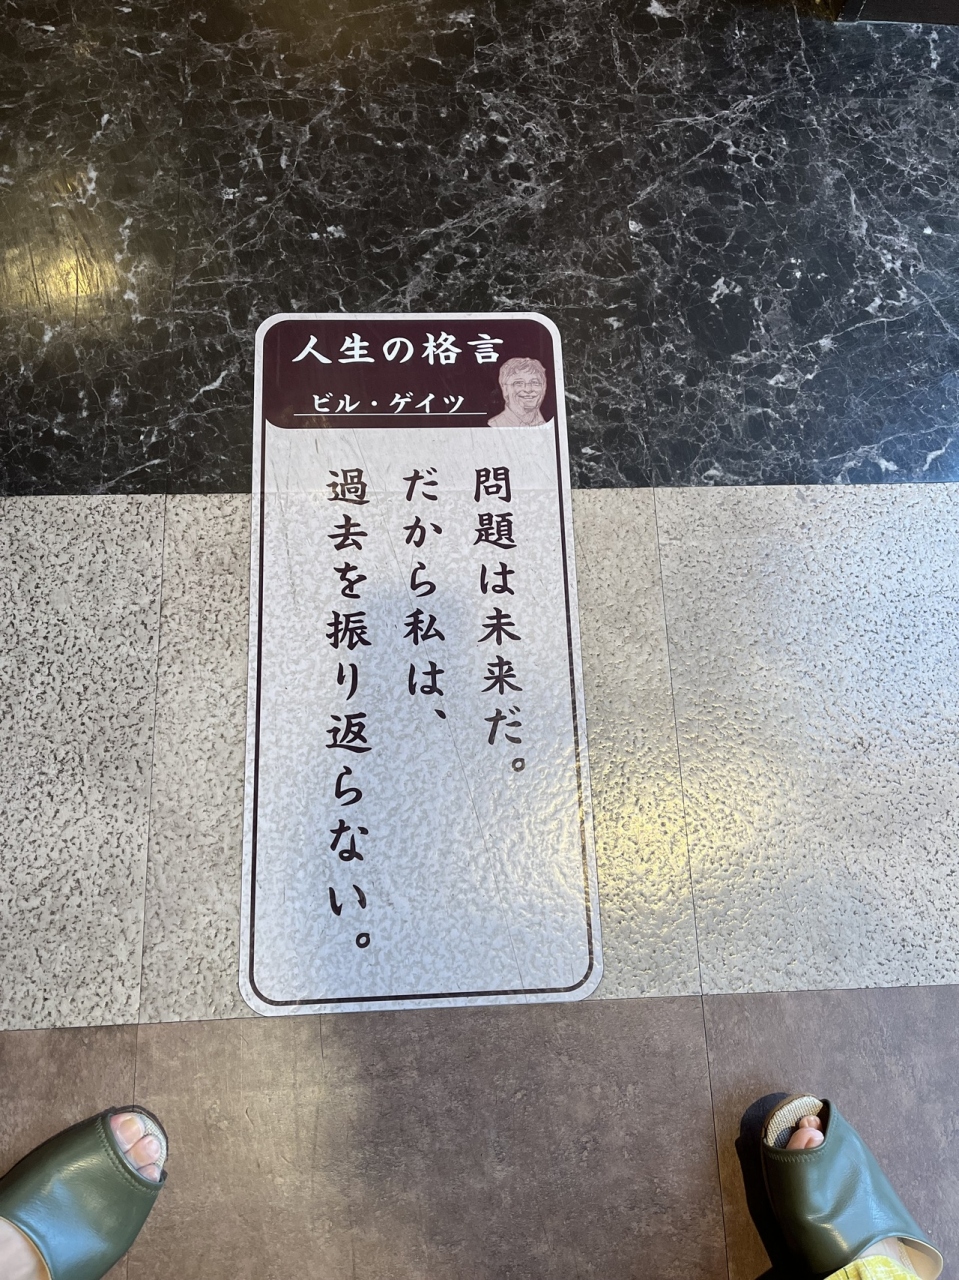 人生の格言
ビル・ゲイツ
問題は未来だ。
だから私は、
過去を振り返らない。